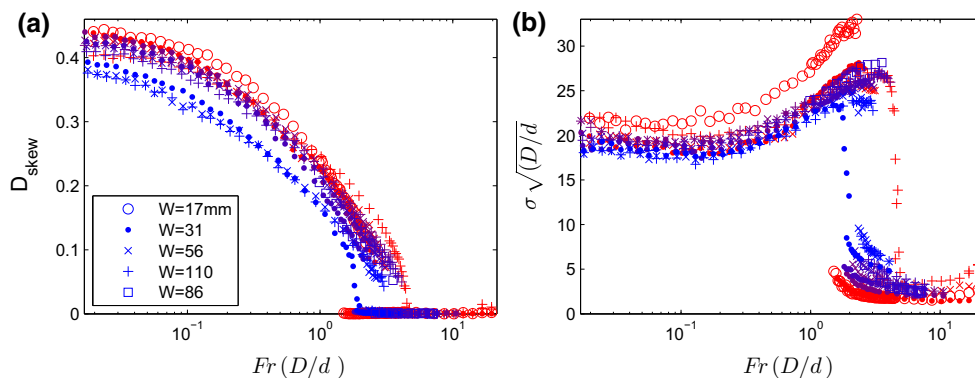 (a)
D_skew
0.4
0.3
0.2
0.1
0
10^-1
10^0
10^1
Fr (D/d)
W=17mm
W=31
W=56
W=110
W=86
(b)
σ √(D/d
30
25
20
15
10
5
0
10^-1
10^0
10^1
Fr (D/d)